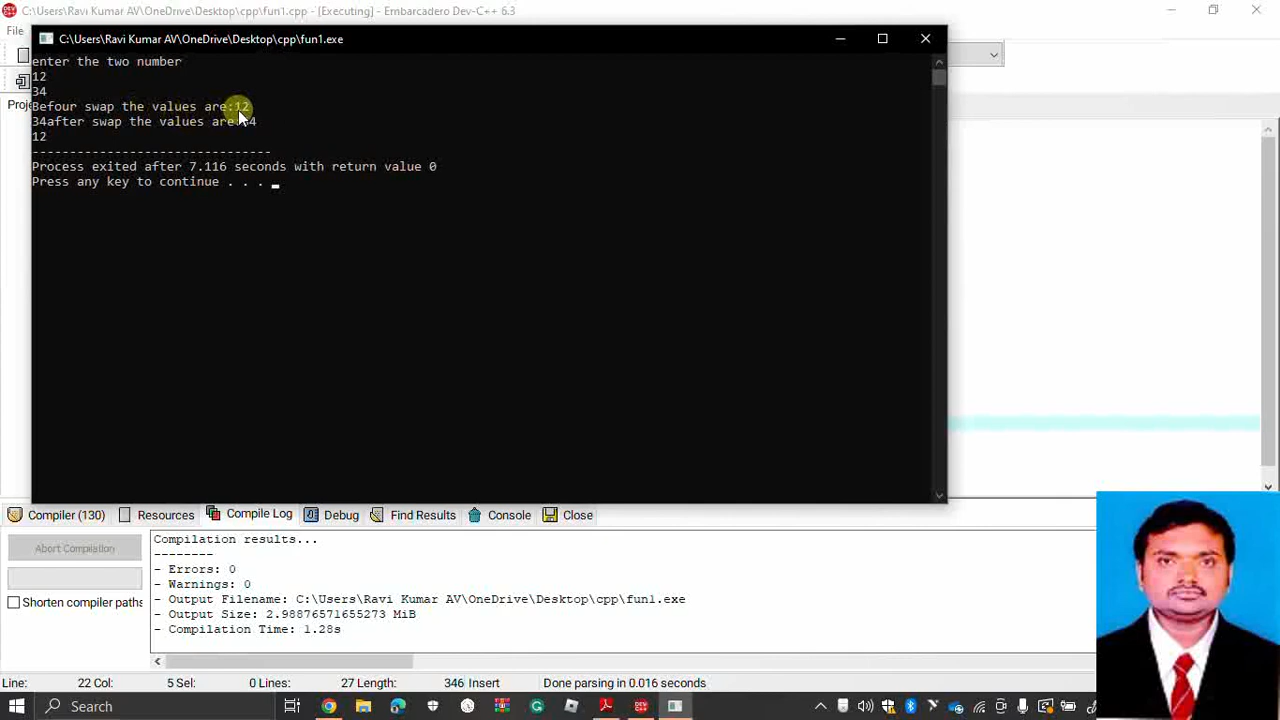 C:\Users\Ravi Kumar AV\OneDrive\Desktop\cpp\fun1.cpp - [Executing] - Embarcadero Dev-C++ 6.3
File
C:\Users\Ravi Kumar AV\OneDrive\Desktop\cpp\fun1.exe
enter the two number
12
34
Proje
Befour swap the values are:12
34after swap the values are: 4
12
-------------------------------
Process exited after 7.116 seconds with return value 0
Press any key to continue . . .
Compiler (130) Resources Compile Log Debug Find Results Console Close
Abort Compilation
Shorten compiler paths
Compilation results...
--------
- Errors: 0
- Warnings: 0
- Output Filename: C:\Users\Ravi Kumar AV\OneDrive\Desktop\cpp\fun1.exe
- Output Size: 2.98876571655273 MiB
- Compilation Time: 1.28s
Line: 22 Col: 5 Sel: 0 Lines: 27 Length: 346 Insert Done parsing in 0.016 seconds
Search